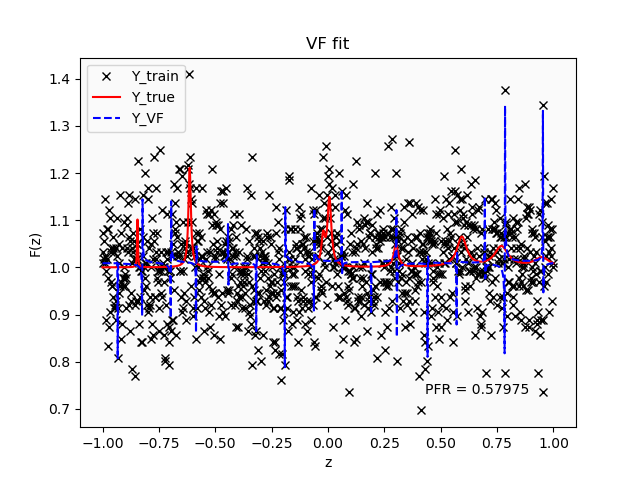 VF fit
Y_train
Y_true
Y_VF
F(z)
1.4
1.3
1.2
1.1
1.0
0.9
0.8
0.7
PFR = 0.57975
−1.00 −0.75 −0.50 −0.25 0.00 0.25 0.50 0.75 1.00
z